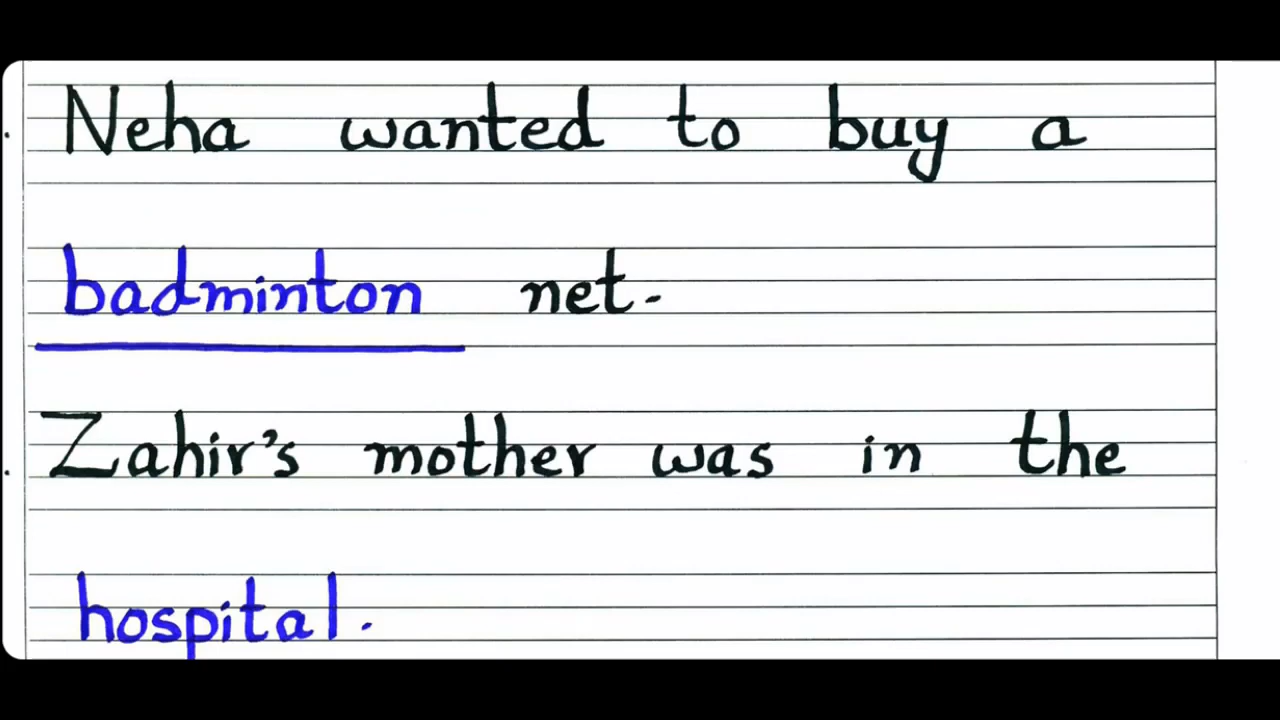 Neha wanted to buy a
badminton net.
Zahir's mother was in the
hospital.